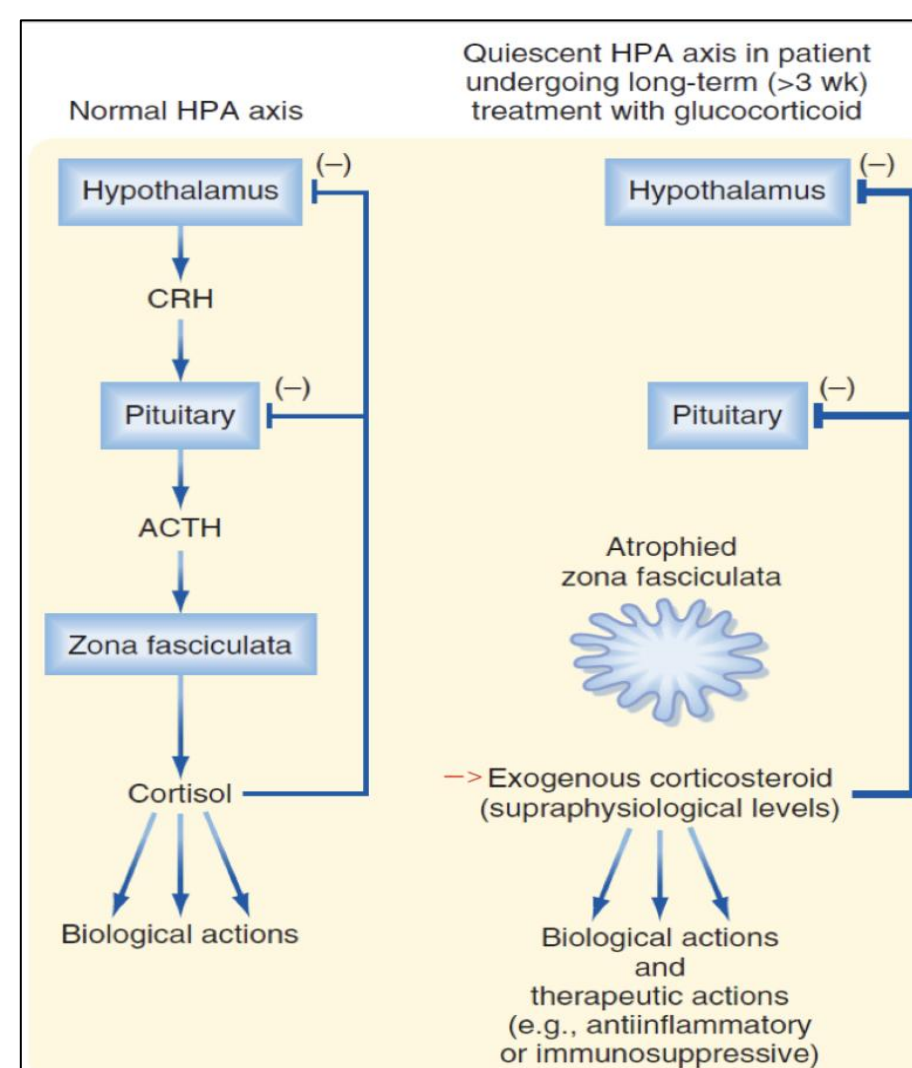 Normal HPA axis
Hypothalamus
(–)
CRH
Pituitary
(–)
ACTH
Zona fasciculata
Cortisol
Biological actions
Quiescent HPA axis in patient
undergoing long-term (>3 wk)
treatment with glucocorticoid
Hypothalamus
(–)
Pituitary
(–)
Atrophied
zona fasciculata
–> Exogenous corticosteroid
(supraphysiological levels)
Biological actions
and
therapeutic actions
(e.g., antiinflammatory
or immunosuppressive)